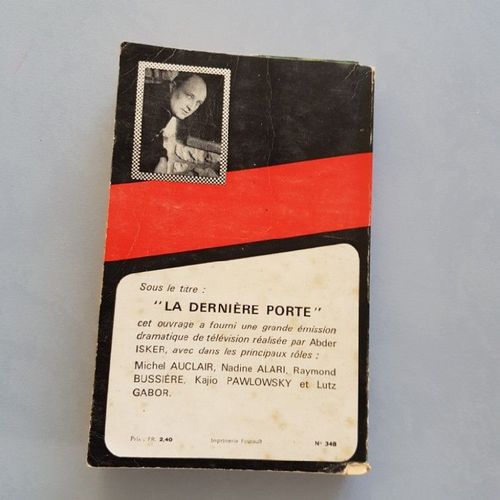 Sous le titre :
"LA DERNIÈRE PORTE"
cet ouvrage a fourni une grande émission
dramatique de télévision réalisée par Abder
ISKER, avec dans les principaux rôles :
Michel AUCLAIR, Nadine ALARI, Raymond
BUSSIÈRE, Kajio PAWLOWSKY et Lutz
GABOR.
Prix : FR. 2,40 Imprimerie Foucault N° 348